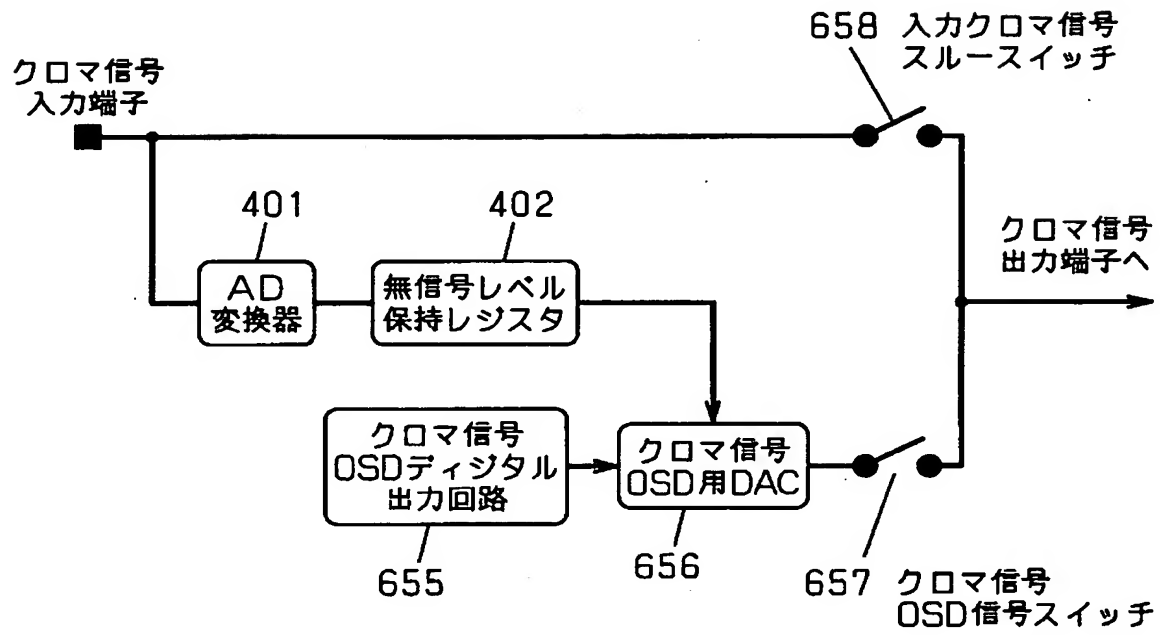 658 入力クロマ信号
スルースイッチ
クロマ信号
入力端子
401
402
クロマ信号
出力端子へ
AD
変換器
無信号レベル
保持レジスタ
クロマ信号
OSDディジタル
出力回路
クロマ信号
OSD用DAC
655
656
657 クロマ信号
OSD信号スイッチ